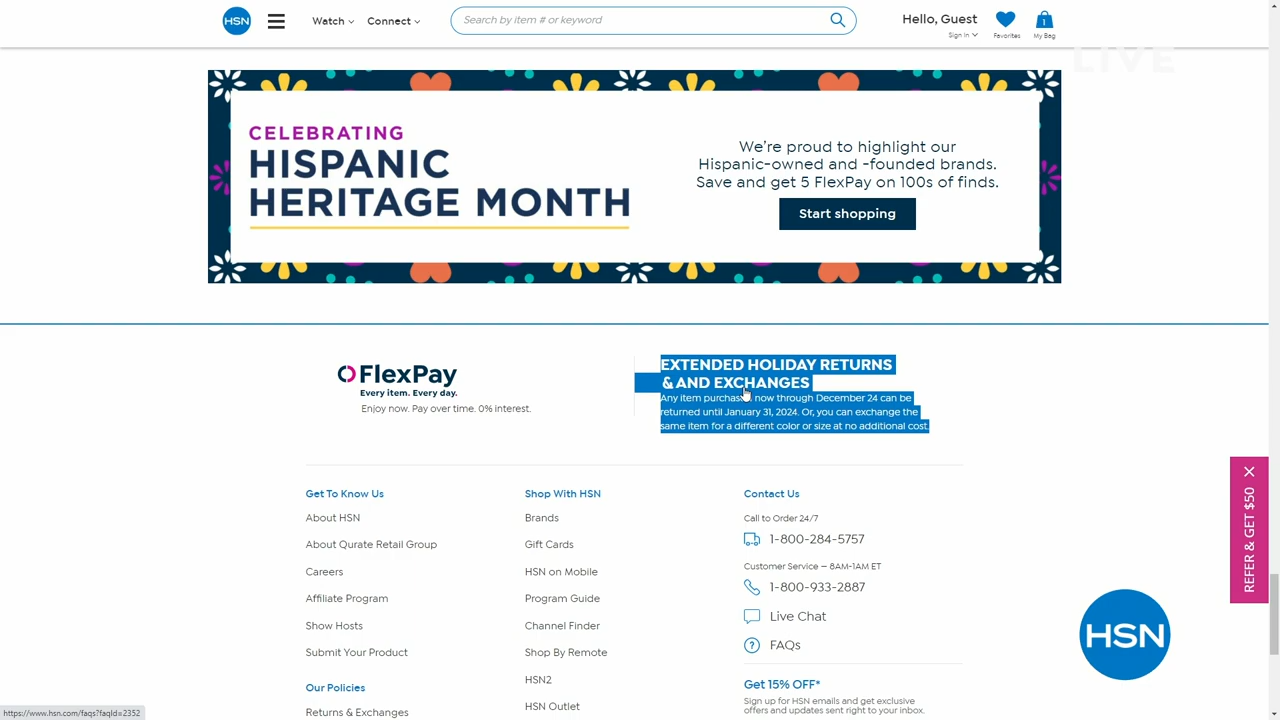 HSN
Watch
Connect
Search by item # or keyword
Hello, Guest
Sign In
Favorites
1
My Bag
LIVE
CELEBRATING
HISPANIC
HERITAGE MONTH
We're proud to highlight our
Hispanic-owned and -founded brands.
Save and get 5 FlexPay on 100s of finds.
Start shopping
FlexPay
Every item. Every day.
Enjoy now. Pay over time. 0% interest.
EXTENDED HOLIDAY RETURNS
& AND EXCHANGES
Any item purchased now through December 24 can be
returned until January 31, 2024. Or, you can exchange the
same item for a different color or size at no additional cost.
Get To Know Us
About HSN
About Qurate Retail Group
Careers
Affiliate Program
Show Hosts
Submit Your Product
Our Policies
Returns & Exchanges
Shop With HSN
Brands
Gift Cards
HSN on Mobile
Program Guide
Channel Finder
Shop By Remote
HSN2
HSN Outlet
Contact Us
Call to Order 24/7
1-800-284-5757
Customer Service — 8AM-1AM ET
1-800-933-2887
Live Chat
FAQs
Get 15% OFF*
Sign up for HSN emails and get exclusive
offers and updates sent right to your inbox.
REFER & GET $50
HSN
https://www.hsn.com/faqs?faqId=2352